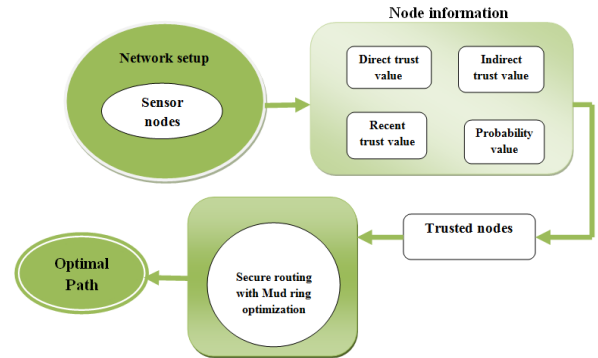 Node information
Network setup
Sensor
nodes
Direct trust
value
Indirect
trust value
Recent
trust value
Probability
value
Trusted nodes
Secure routing
with Mud ring
optimization
Optimal
Path